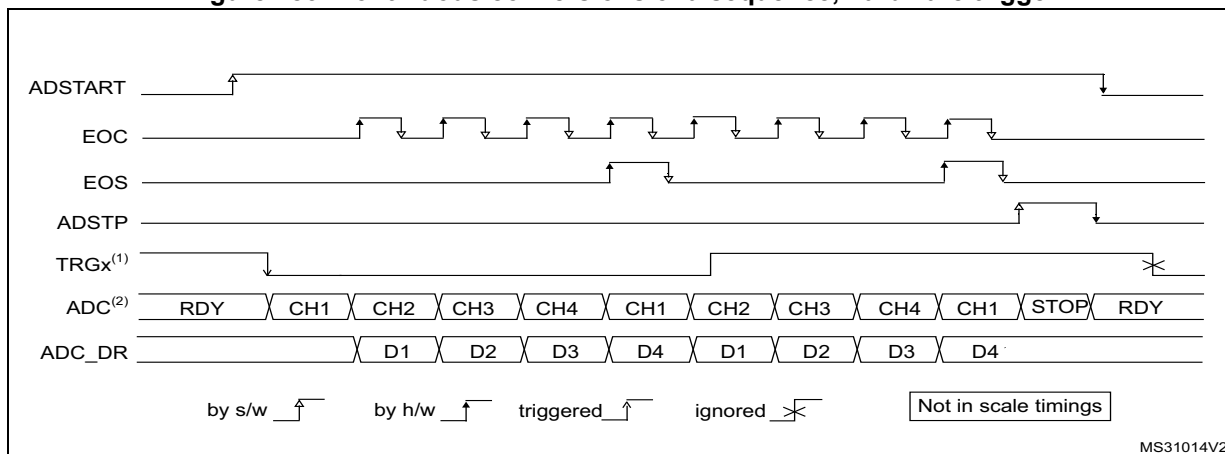 ADSTART
EOC
EOS
ADSTP
TRGx(1)
ADC(2) RDY CH1 CH2 CH3 CH4 CH1 CH2 CH3 CH4 CH1 STOP RDY
ADC_DR D1 D2 D3 D4 D1 D2 D3 D4
by s/w by h/w triggered ignored Not in scale timings
MS31014V2